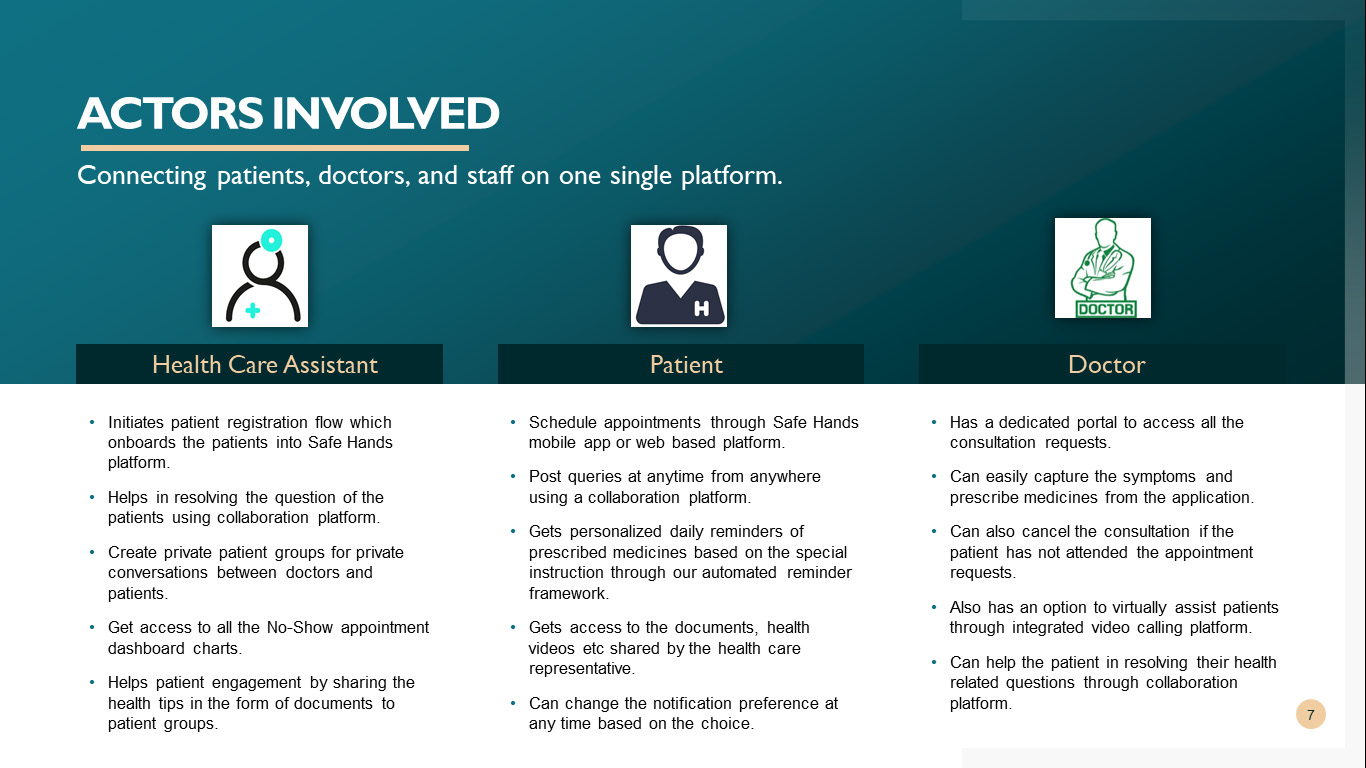 ACTORS INVOLVED
Connecting patients, doctors, and staff on one single platform.
H
DOCTOR
Health Care Assistant
• Initiates patient registration flow which
onboards the patients into Safe Hands
platform.
• Helps in resolving the question of the
patients using collaboration platform.
• Create private patient groups for private
conversations between doctors and
patients.
• Get access to all the No-Show appointment
dashboard charts.
• Helps patient engagement by sharing the
health tips in the form of documents to
patient groups.
Patient
• Schedule appointments through Safe Hands
mobile app or web based platform.
• Post queries at anytime from anywhere
using a collaboration platform.
• Gets personalized daily reminders of
prescribed medicines based on the special
instruction through our automated reminder
framework.
• Gets access to the documents, health
videos etc shared by the health care
representative.
• Can change the notification preference at
any time based on the choice.
Doctor
• Has a dedicated portal to access all the
consultation requests.
• Can easily capture the symptoms and
prescribe medicines from the application.
• Can also cancel the consultation if the
patient has not attended the appointment
requests.
• Also has an option to virtually assist patients
through integrated video calling platform.
• Can help the patient in resolving their health
related questions through collaboration
platform.
7